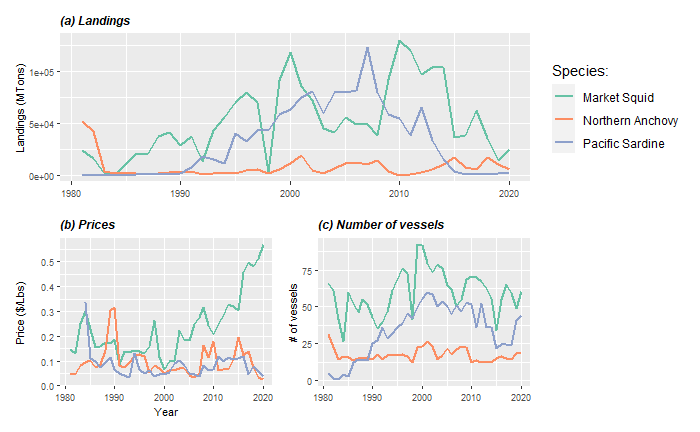 (a) Landings
Landings (MTons)
1e+05
5e+04
0e+00
1980 1990 2000 2010 2020
Species:
Market Squid
Northern Anchovy
Pacific Sardine
(b) Prices
Price ($/Lbs)
0.5
0.4
0.3
0.2
0.1
0.0
1980 1990 2000 2010 2020
Year
(c) Number of vessels
# of vessels
75
50
25
0
1980 1990 2000 2010 2020